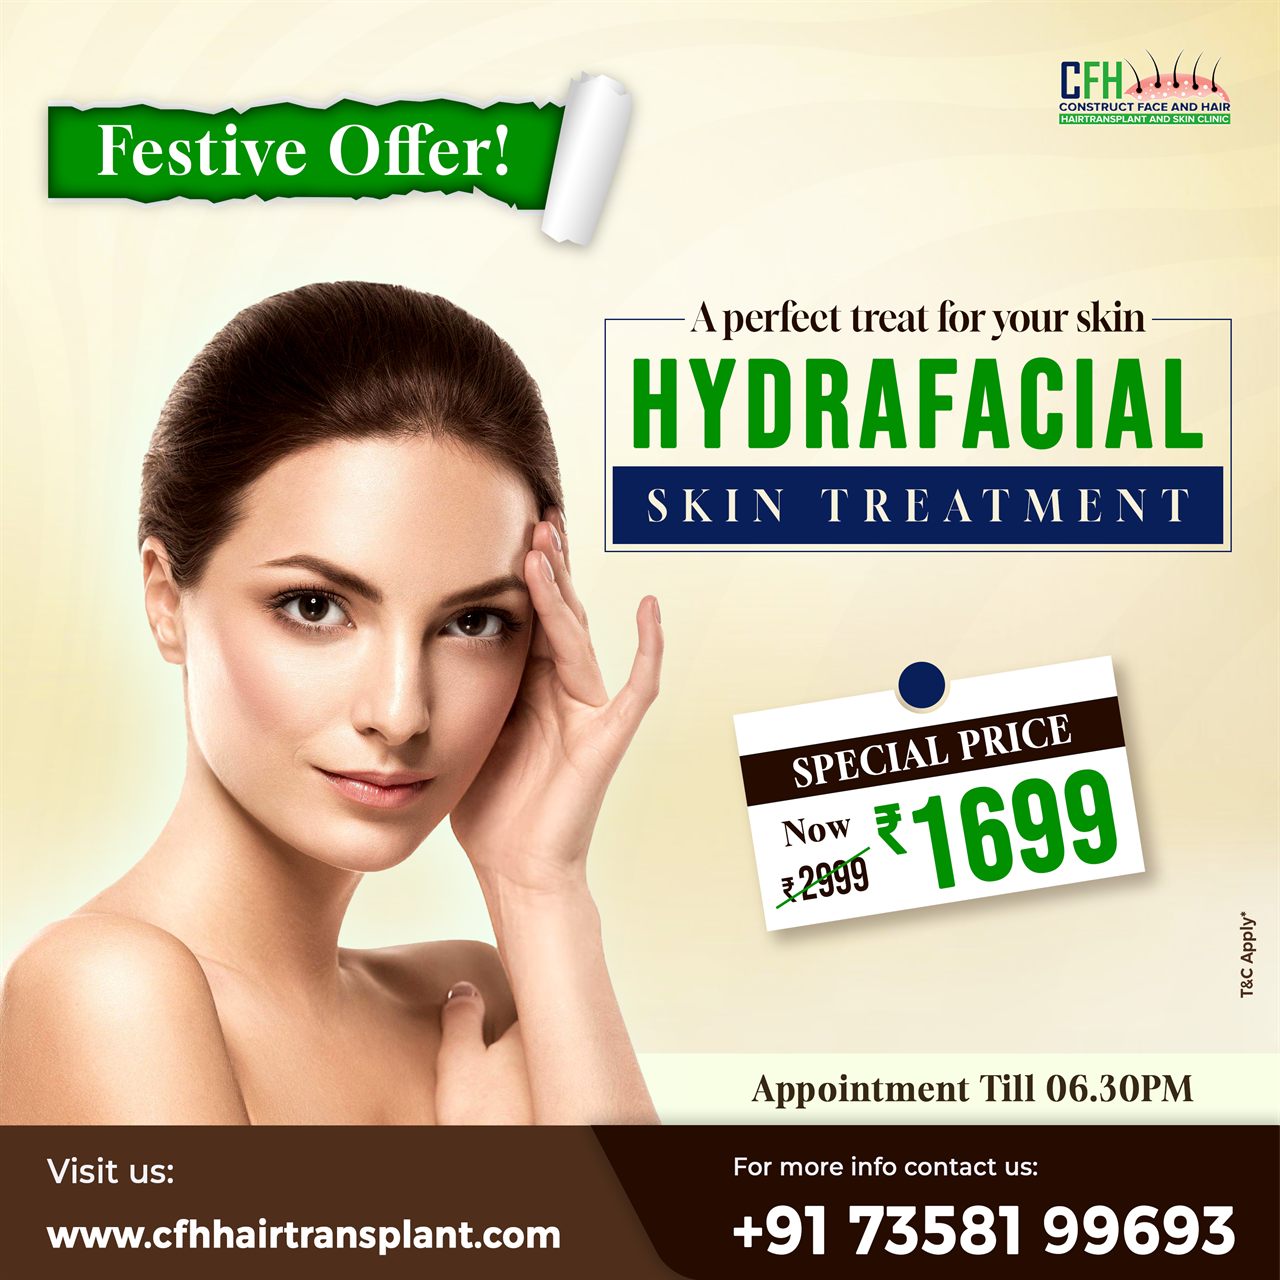 Festive Offer!
CFH
CONSTRUCT FACE AND HAIR
HAIRTRANSPLANT AND SKIN CLINIC
A perfect treat for your skin
HYDRAFACIAL
SKIN TREATMENT
SPECIAL PRICE
Now ₹1699
₹2999
T&C Apply*
Appointment Till 06.30PM
Visit us:
www.cfhhairtransplant.com
For more info contact us:
+91 73581 99693